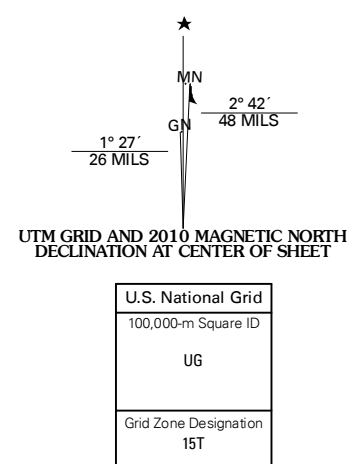 MN
GN
2° 42´
48 MILS
1° 27´
26 MILS
UTM GRID AND 2010 MAGNETIC NORTH
DECLINATION AT CENTER OF SHEET
U.S. National Grid
100,000-m Square ID
UG
Grid Zone Designation
15T